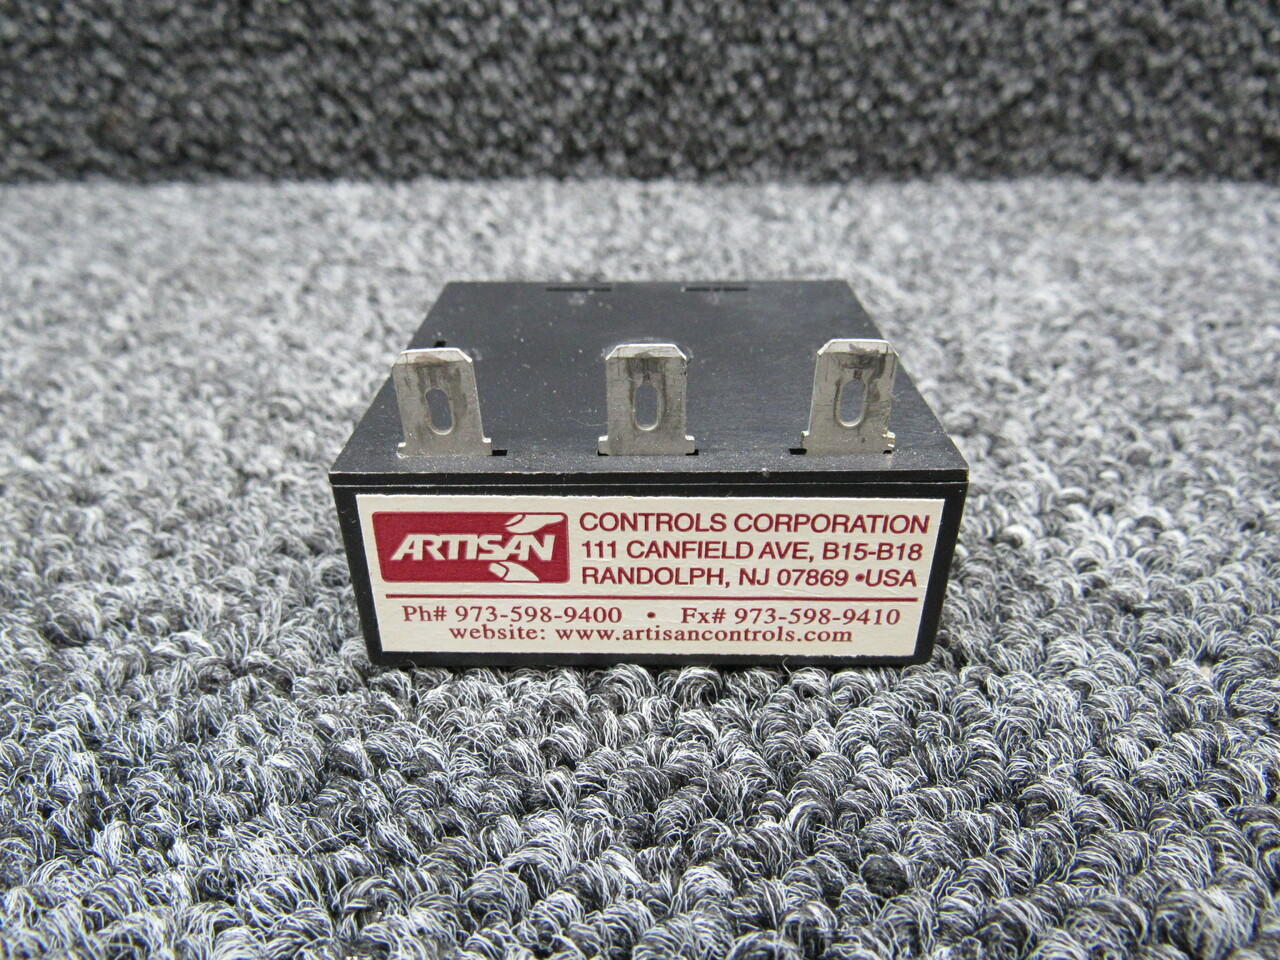 ARTISAN
CONTROLS CORPORATION
111 CANFIELD AVE, B15-B18
RANDOLPH, NJ 07869 •USA
Ph# 973-598-9400 • Fx# 973-598-9410
website: www.artisancontrols.com